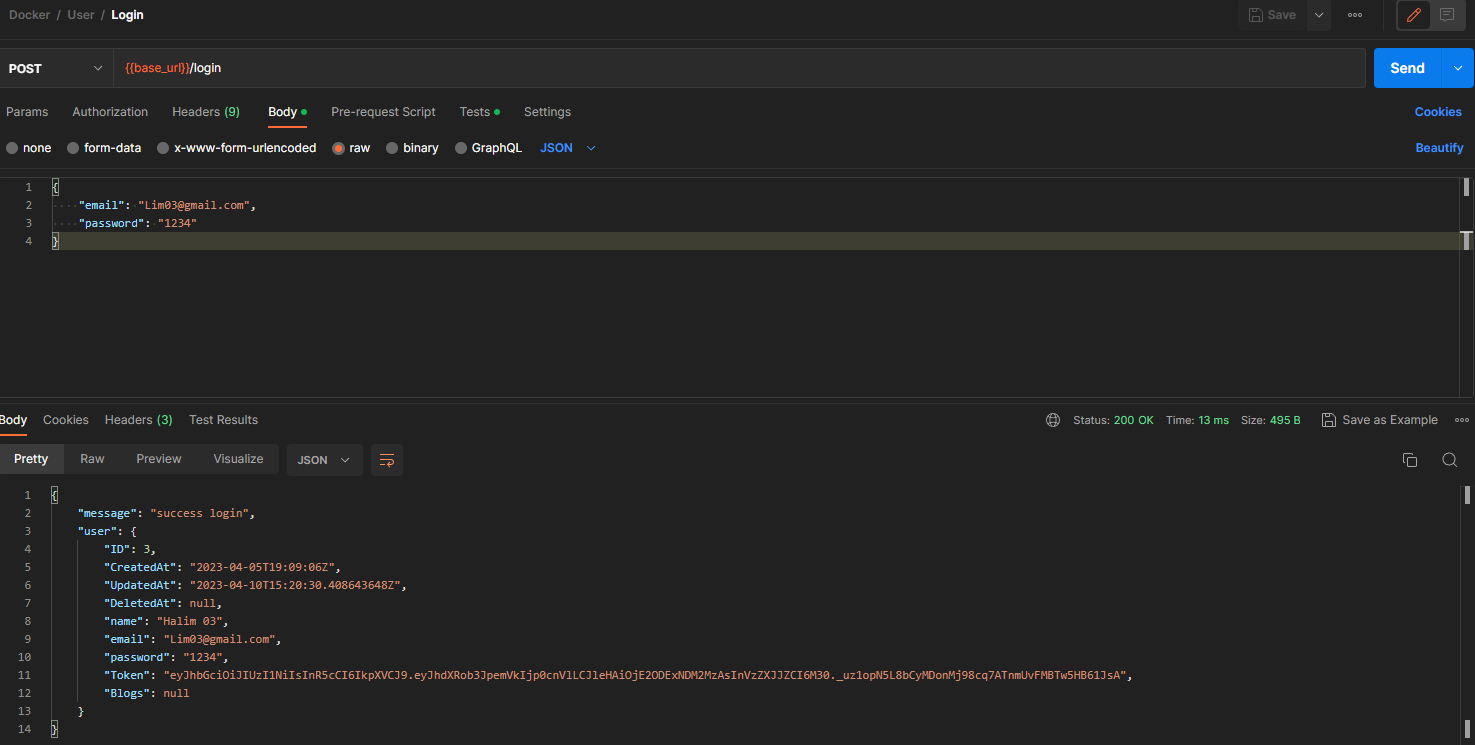 Docker / User / Login
Save
POST
{{base_url}}/login
Send
Params Authorization Headers (9) Body Pre-request Script Tests Settings Cookies
none form-data x-www-form-urlencoded raw binary GraphQL JSON Beautify
1 {
2 "email": "Lim03@gmail.com",
3 "password": "1234"
4 }
Body Cookies Headers (3) Test Results Status: 200 OK Time: 13 ms Size: 495 B Save as Example
Pretty Raw Preview Visualize JSON
1 {
2 "message": "success login",
3 "user": {
4 "ID": 3,
5 "CreatedAt": "2023-04-05T19:09:06Z",
6 "UpdatedAt": "2023-04-10T15:20:30.408643648Z",
7 "DeletedAt": null,
8 "name": "Halim 03",
9 "email": "Lim03@gmail.com",
10 "password": "1234",
11 "Token": "eyJhbGciOiJIUzI1NiIsInR5cCI6IkpXVCJ9.eyJhdXRob3JpemVkIjp0cnVlLCJleHAiOjE2ODExNDM2MzAsInVzZXJJZCI6M30._uz1opN5L8bCyMDonMj98cq7ATnmUvFMBTw5HB61JsA",
12 "Blogs": null
13 }
14 }